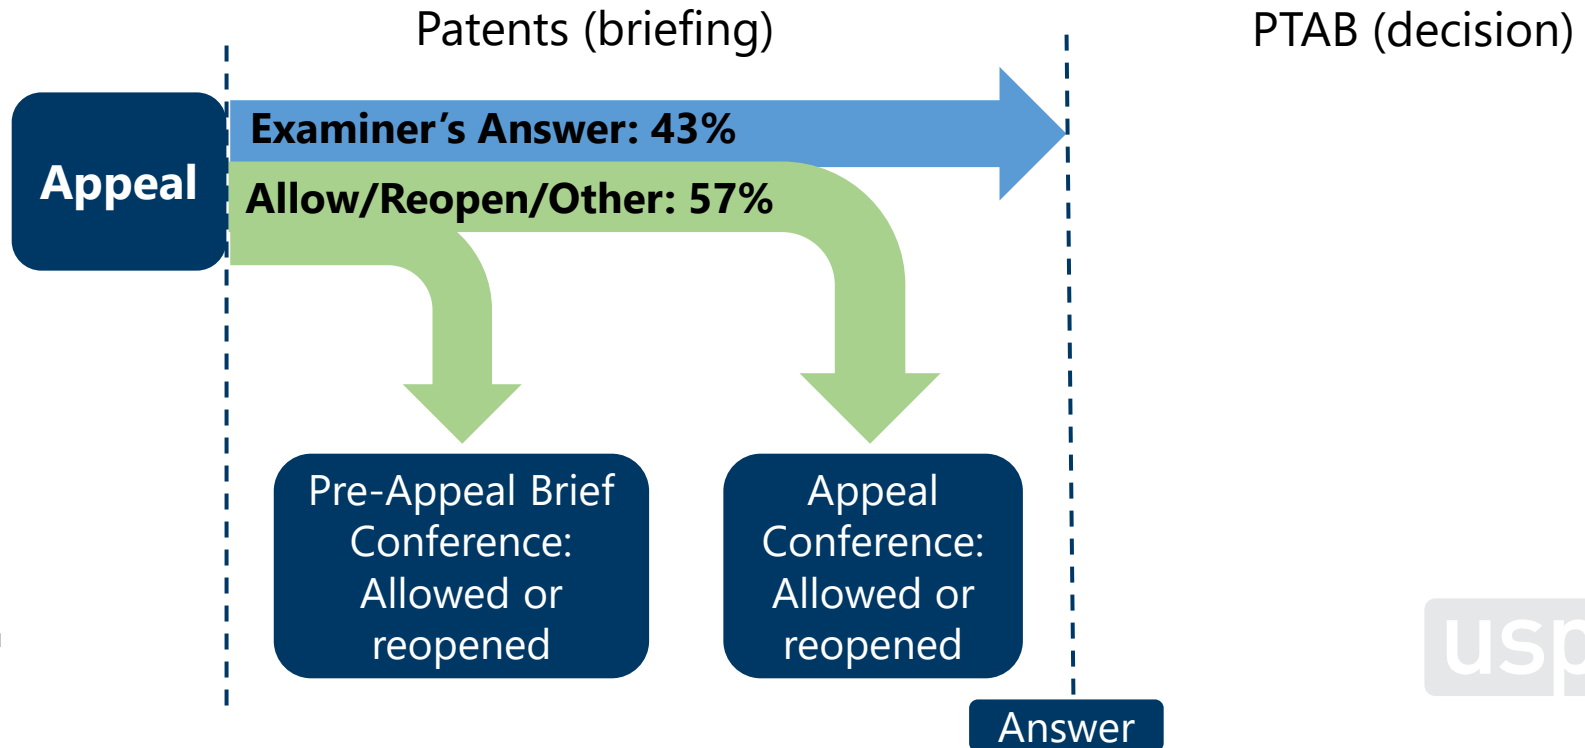 Patents (briefing)
PTAB (decision)
Examiner's Answer: 43%
Appeal
Allow/Reopen/Other: 57%
Pre-Appeal Brief
Conference:
Allowed or
reopened
Appeal
Conference:
Allowed or
reopened
Answer